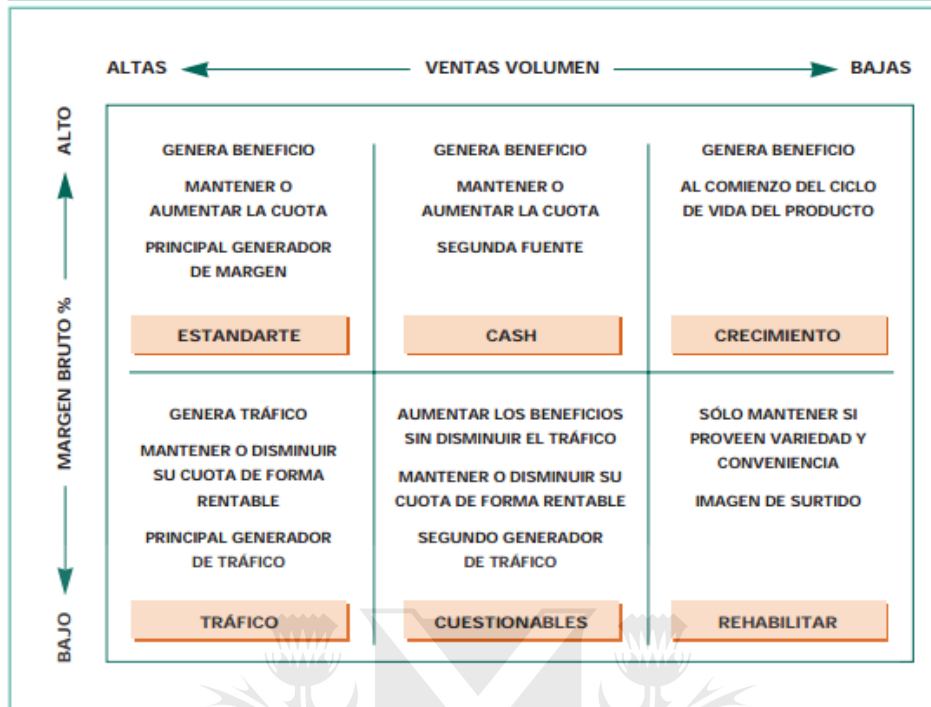 ALTAS VENTAS VOLUMEN BAJAS
ALTO
MARGEN BRUTO %
BAJO
GENERA BENEFICIO
MANTENER O
AUMENTAR LA CUOTA
PRINCIPAL GENERADOR
DE MARGEN
ESTANDARTE
GENERA BENEFICIO
MANTENER O
AUMENTAR LA CUOTA
SEGUNDA FUENTE
CASH
GENERA BENEFICIO
AL COMIENZO DEL CICLO
DE VIDA DEL PRODUCTO
CRECIMIENTO
GENERA TRÁFICO
MANTENER O DISMINUIR
SU CUOTA DE FORMA
RENTABLE
PRINCIPAL GENERADOR
DE TRÁFICO
TRÁFICO
AUMENTAR LOS BENEFICIOS
SIN DISMINUIR EL TRÁFICO
MANTENER O DISMINUIR SU
CUOTA DE FORMA RENTABLE
SEGUNDO GENERADOR
DE TRÁFICO
CUESTIONABLES
SÓLO MANTENER SI
PROVEEN VARIEDAD Y
CONVENIENCIA
IMAGEN DE SURTIDO
REHABILITAR